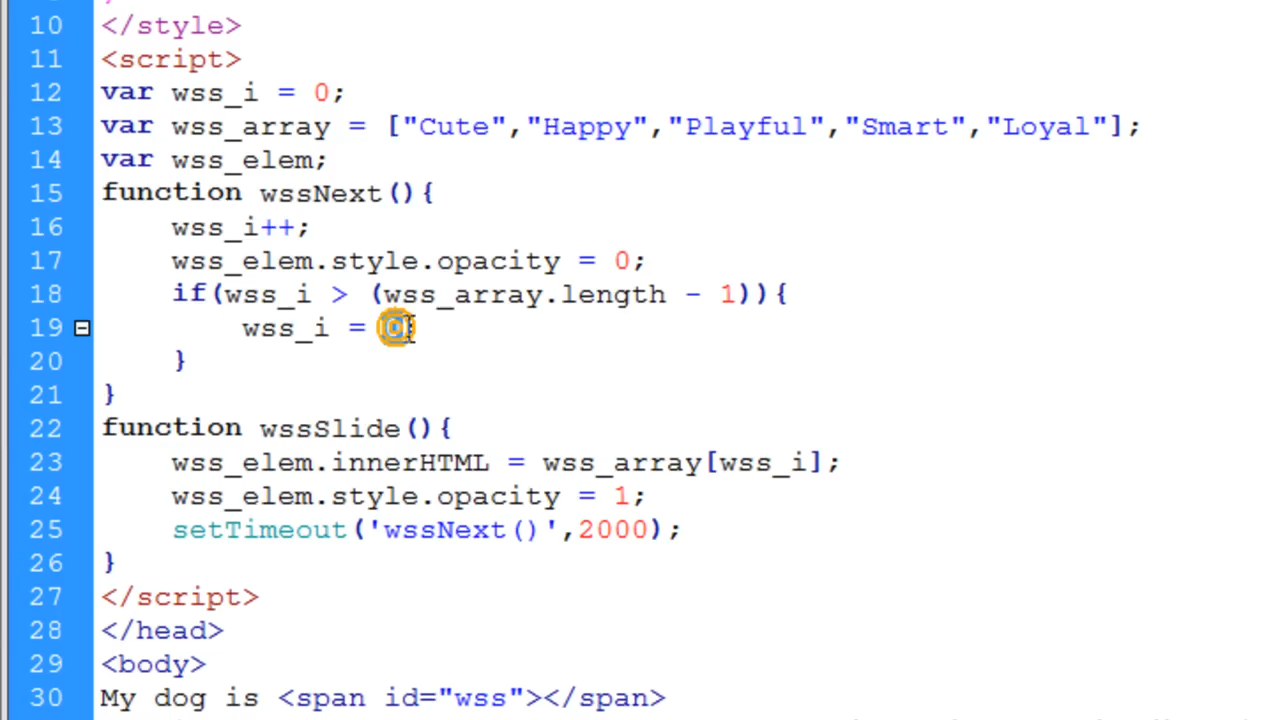 10 </style>
11 <script>
12 var wss_i = 0;
13 var wss_array = ["Cute","Happy","Playful","Smart","Loyal"];
14 var wss_elem;
15 function wssNext(){
16 wss_i++;
17 wss_elem.style.opacity = 0;
18 if(wss_i > (wss_array.length - 1)){
19 wss_i = 0;
20 }
21 }
22 function wssSlide(){
23 wss_elem.innerHTML = wss_array[wss_i];
24 wss_elem.style.opacity = 1;
25 setTimeout('wssNext()',2000);
26 }
27 </script>
28 </head>
29 <body>
30 My dog is <span id="wss"></span>